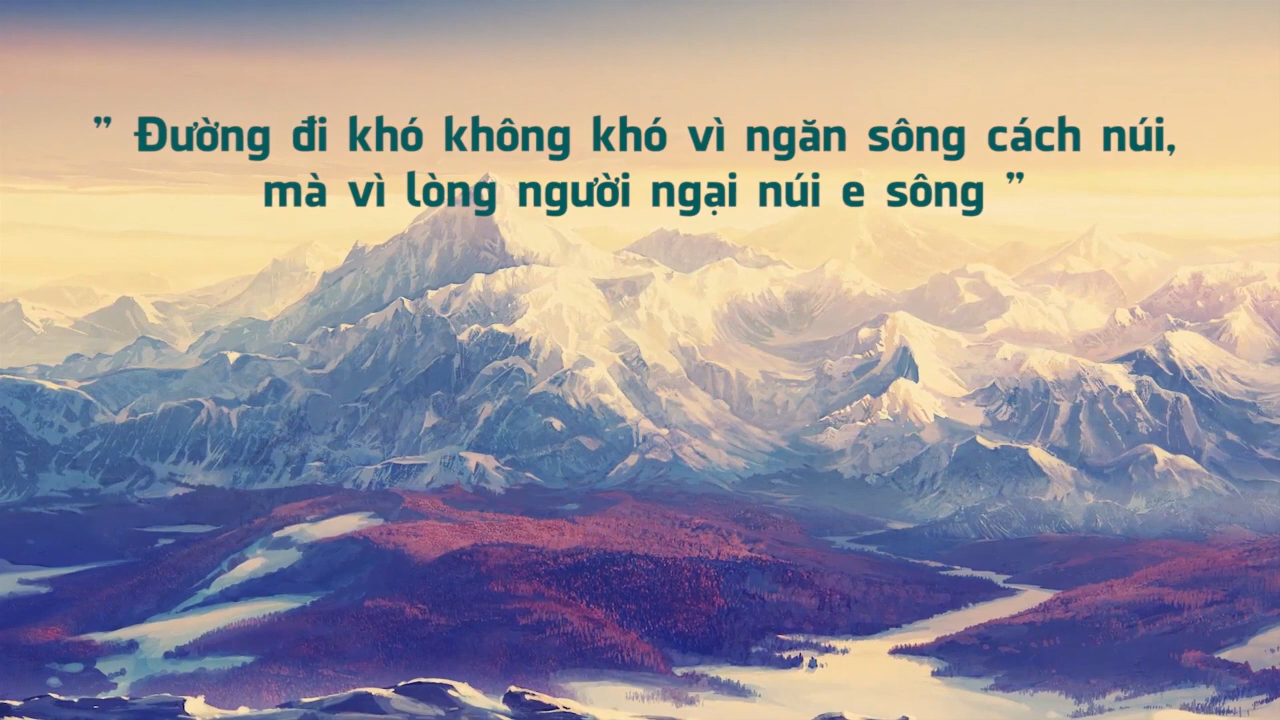 ” Đường đi khó không khó vì ngăn sông cách núi,
mà vì lòng người ngại núi e sông ”